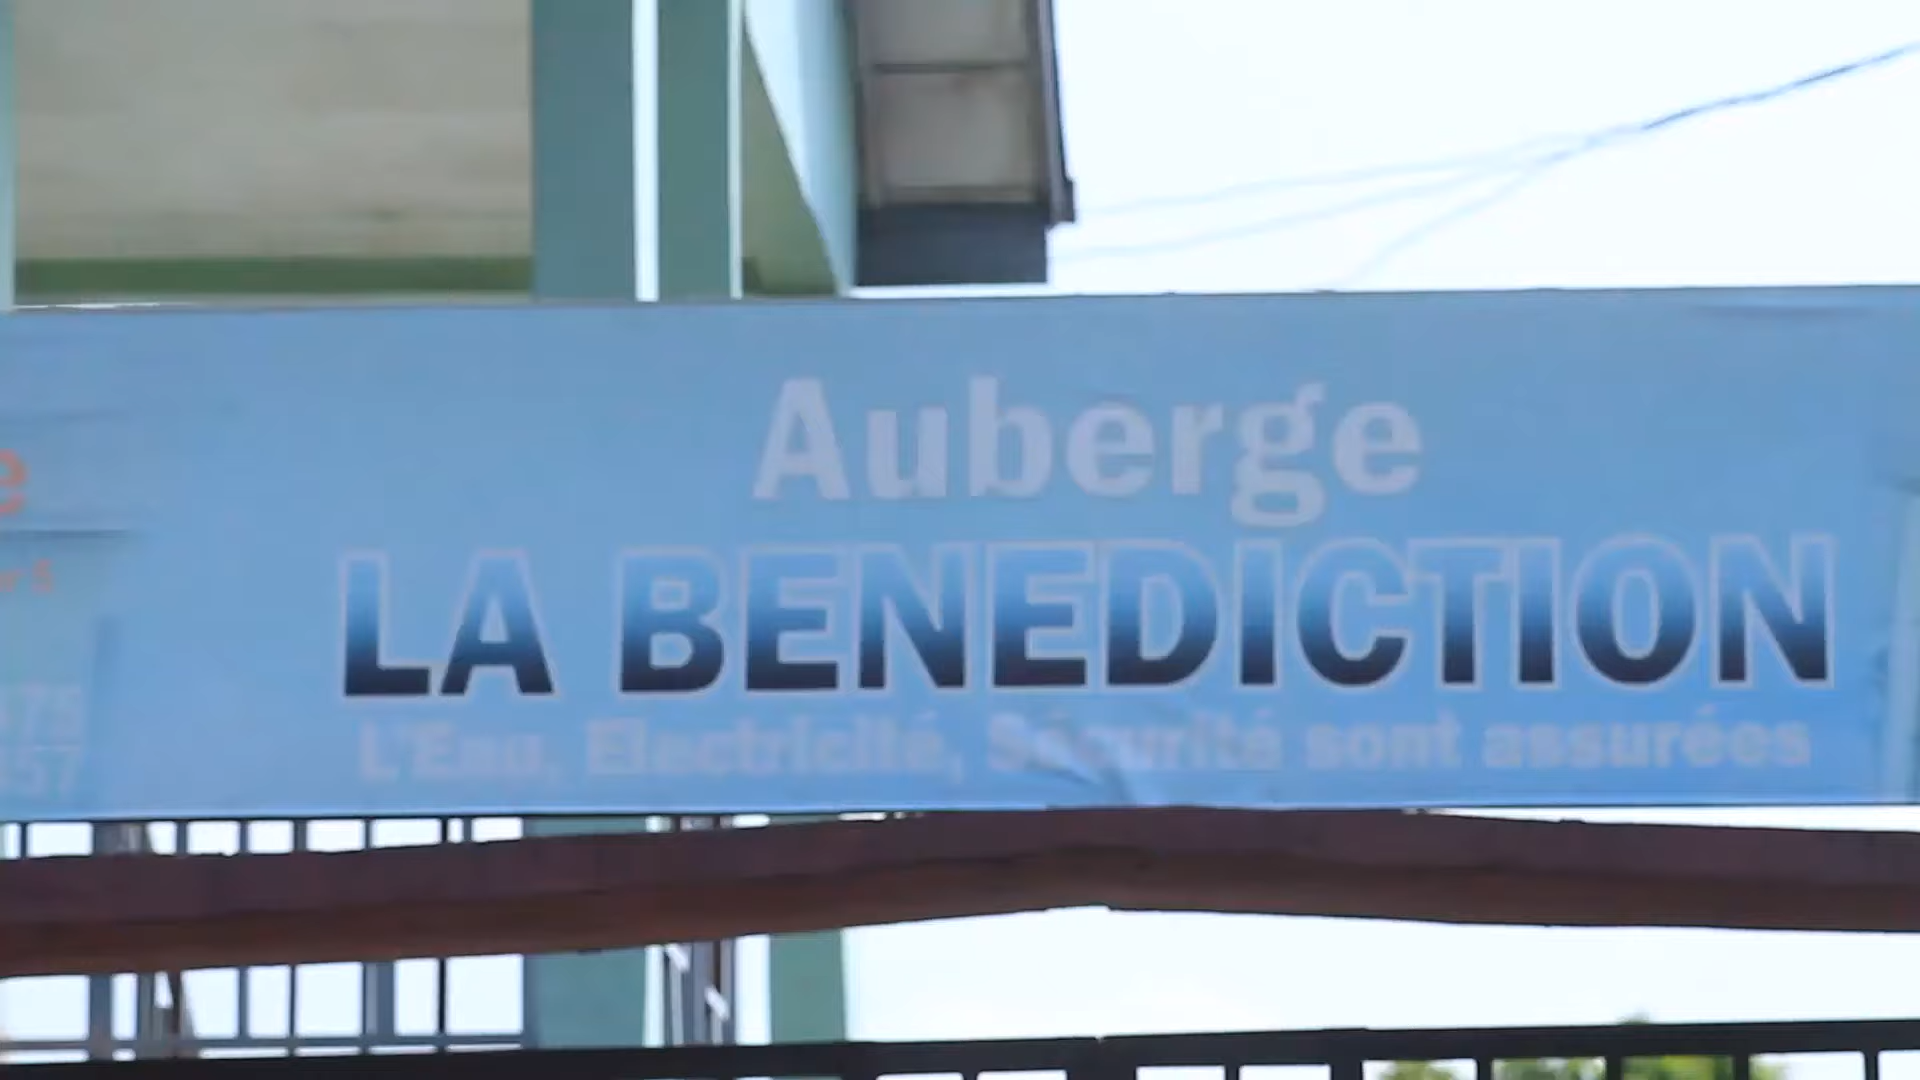 Auberge
LA BENEDICTION
L'Eau, Electricité, Sécurité sont assurées